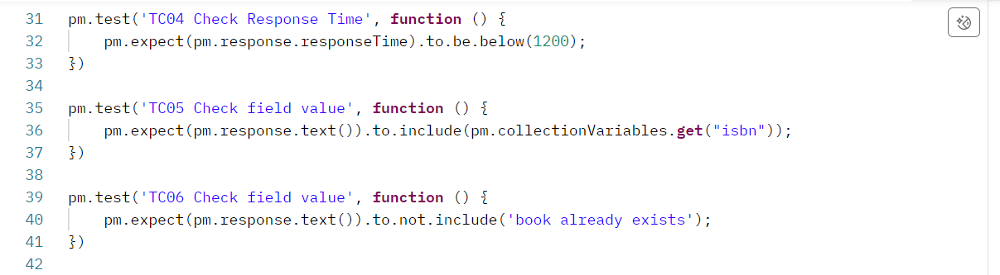 31 pm.test('TC04 Check Response Time', function () {
32     pm.expect(pm.response.responseTime).to.be.below(1200);
33 })
34
35 pm.test('TC05 Check field value', function () {
36     pm.expect(pm.response.text()).to.include(pm.collectionVariables.get("isbn"));
37 })
38
39 pm.test('TC06 Check field value', function () {
40     pm.expect(pm.response.text()).to.not.include('book already exists');
41 })
42